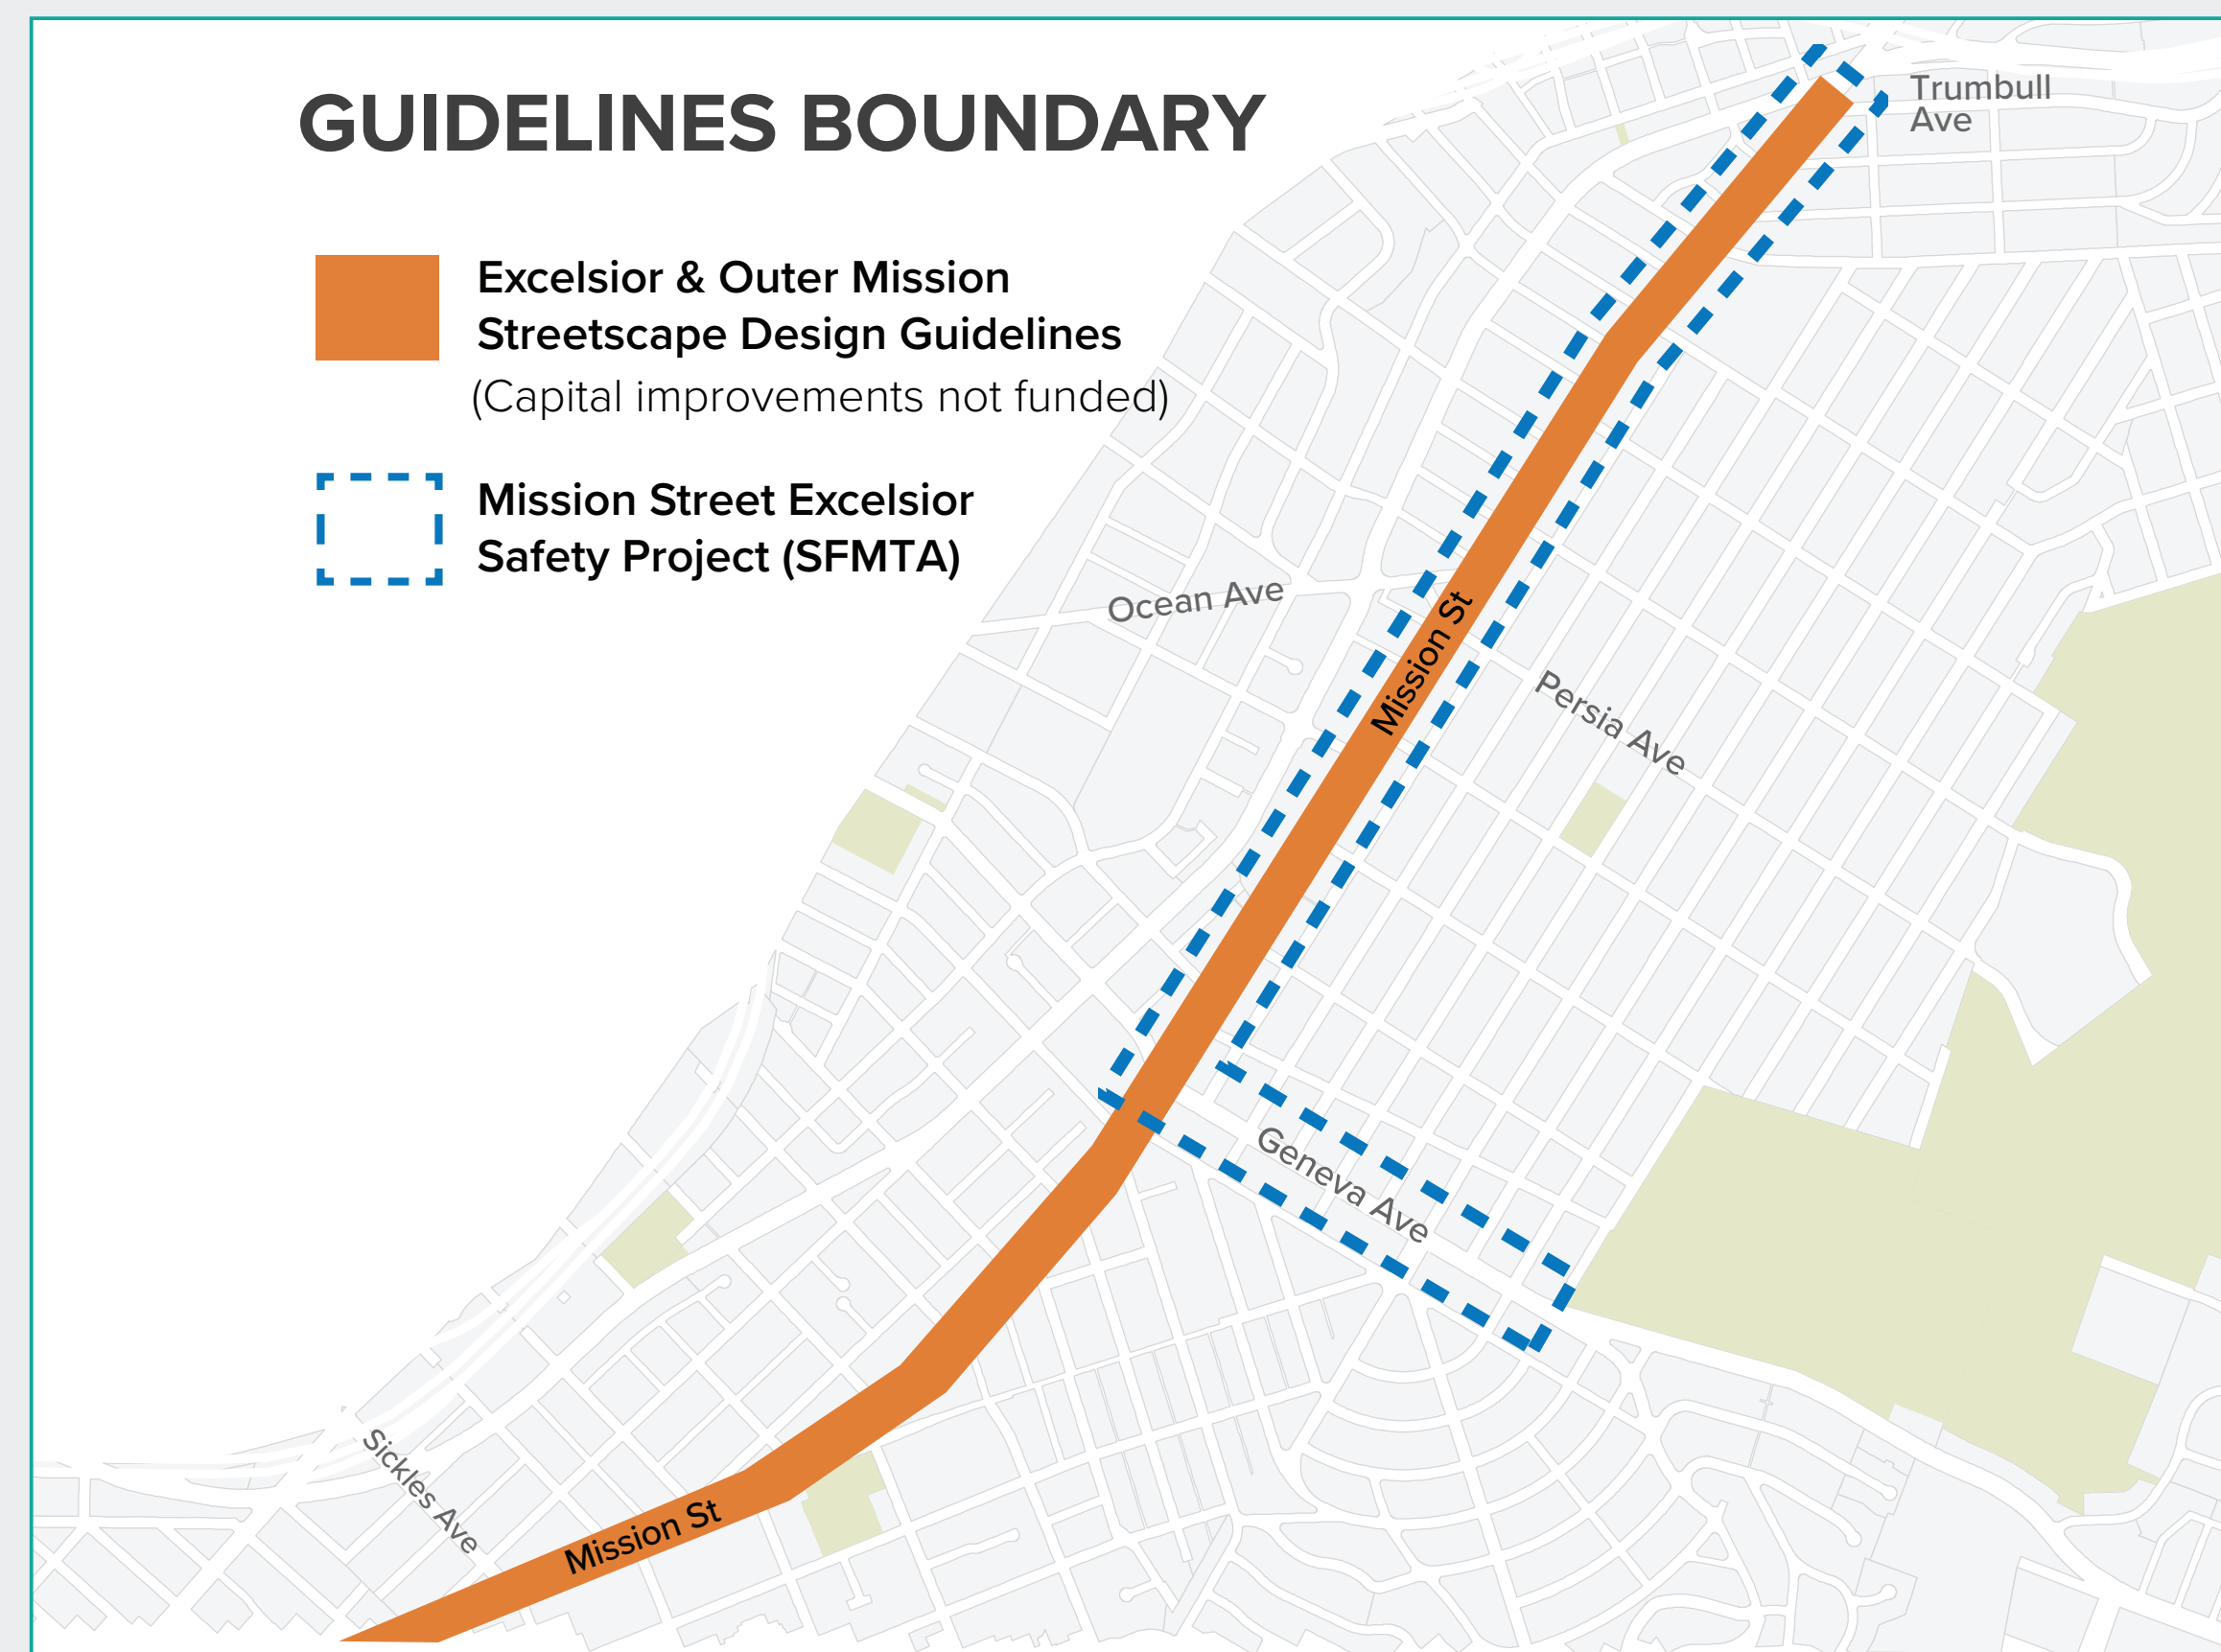 GUIDELINES BOUNDARY
Excelsior & Outer Mission
Streetscape Design Guidelines
(Capital improvements not funded)
Mission Street Excelsior
Safety Project (SFMTA)
Trumbull
Ave
Ocean Ave
Mission St
Persia Ave
Geneva Ave
Sickles Ave
Mission St